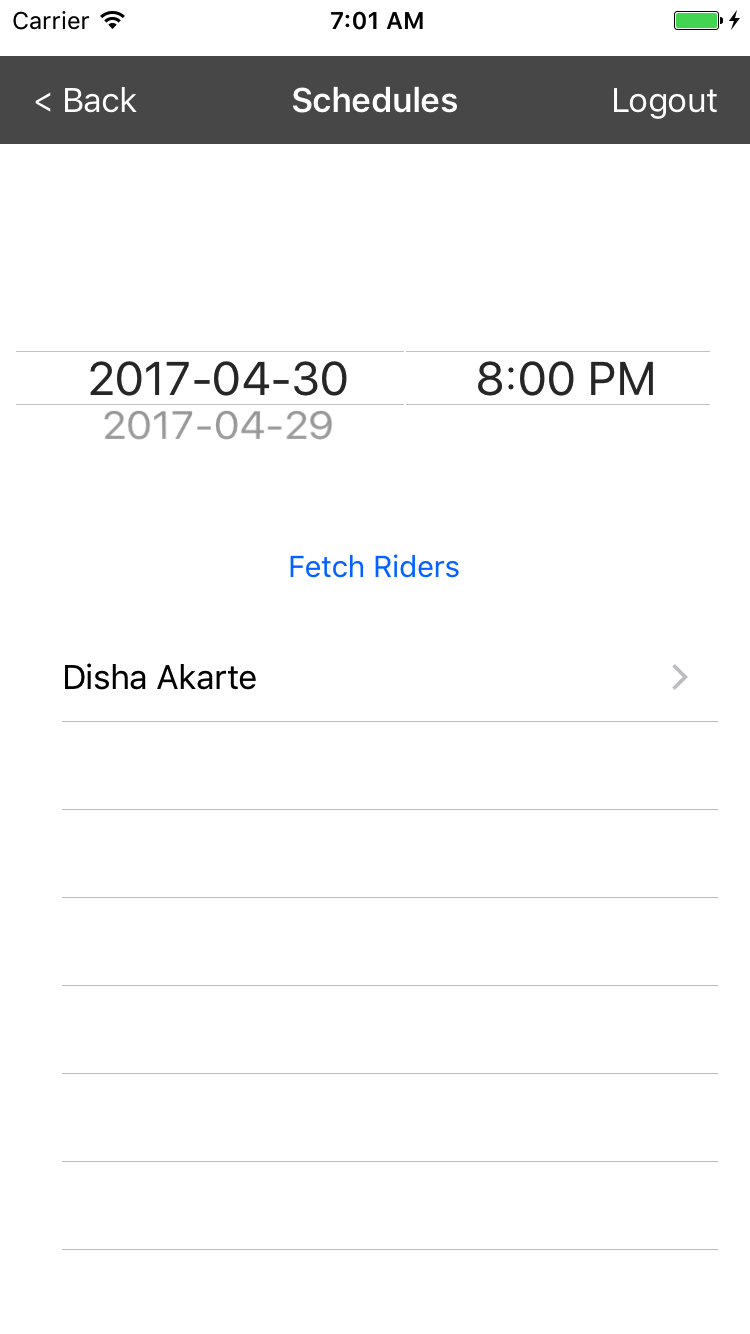 Carrier 7:01 AM
< Back Schedules Logout
2017-04-30 8:00 PM
2017-04-29
Fetch Riders
Disha Akarte